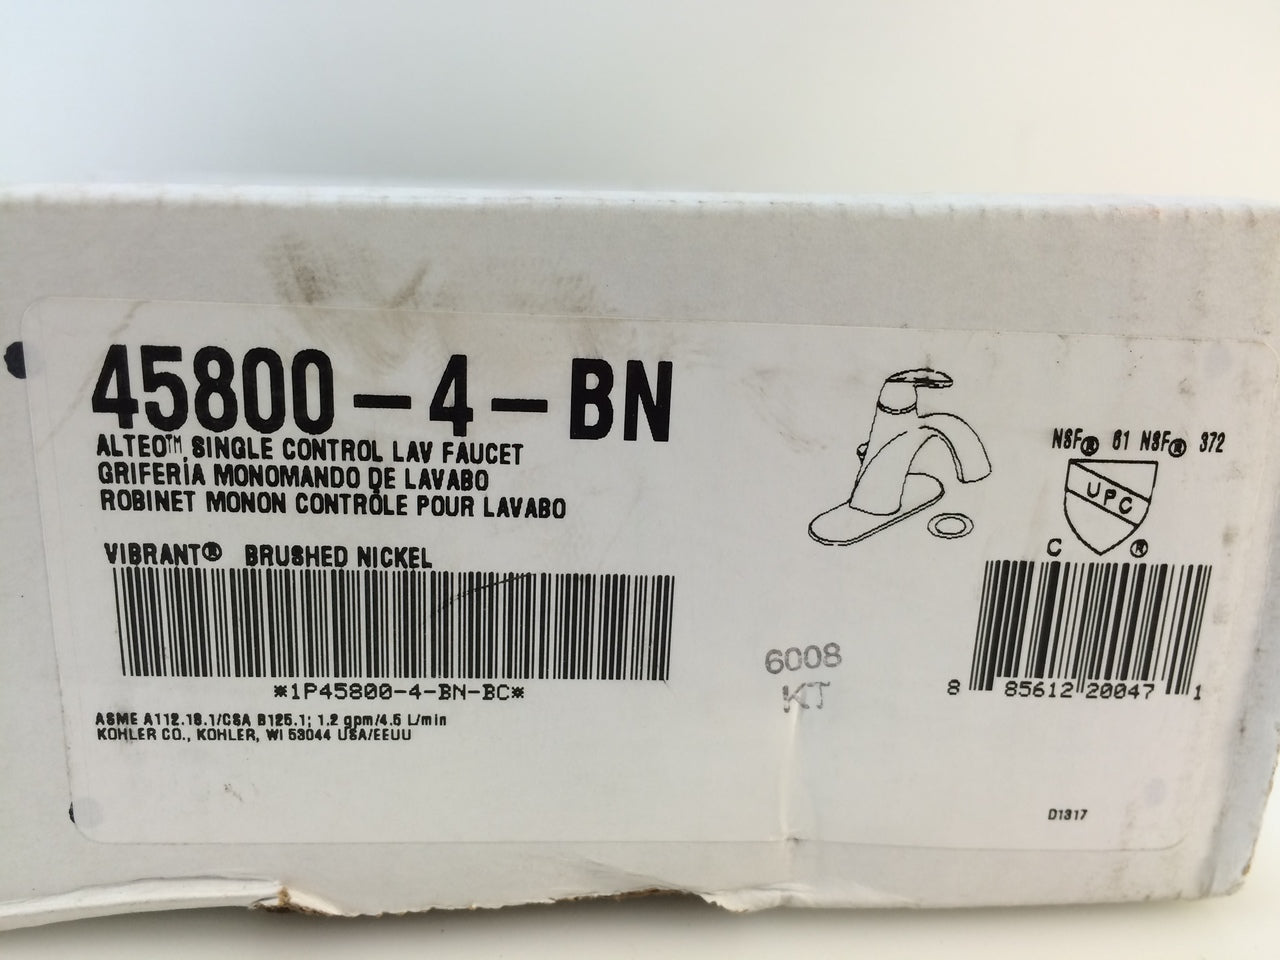 45800-4-BN
ALTEO™, SINGLE CONTROL LAV FAUCET
GRIFERÍA MONOMANDO DE LAVABO
ROBINET MONON CONTRÔLE POUR LAVABO
VIBRANT® BRUSHED NICKEL
*1P45800-4-BN-BC*
ASME A112.18.1/CSA B125.1; 1.2 gpm/4.5 L/min
KOHLER CO., KOHLER, WI 53044 USA/EEUU
NSF® 61 NSF® 372
UPC
C ®
6008
KT
8 85612 20047 1
D1317